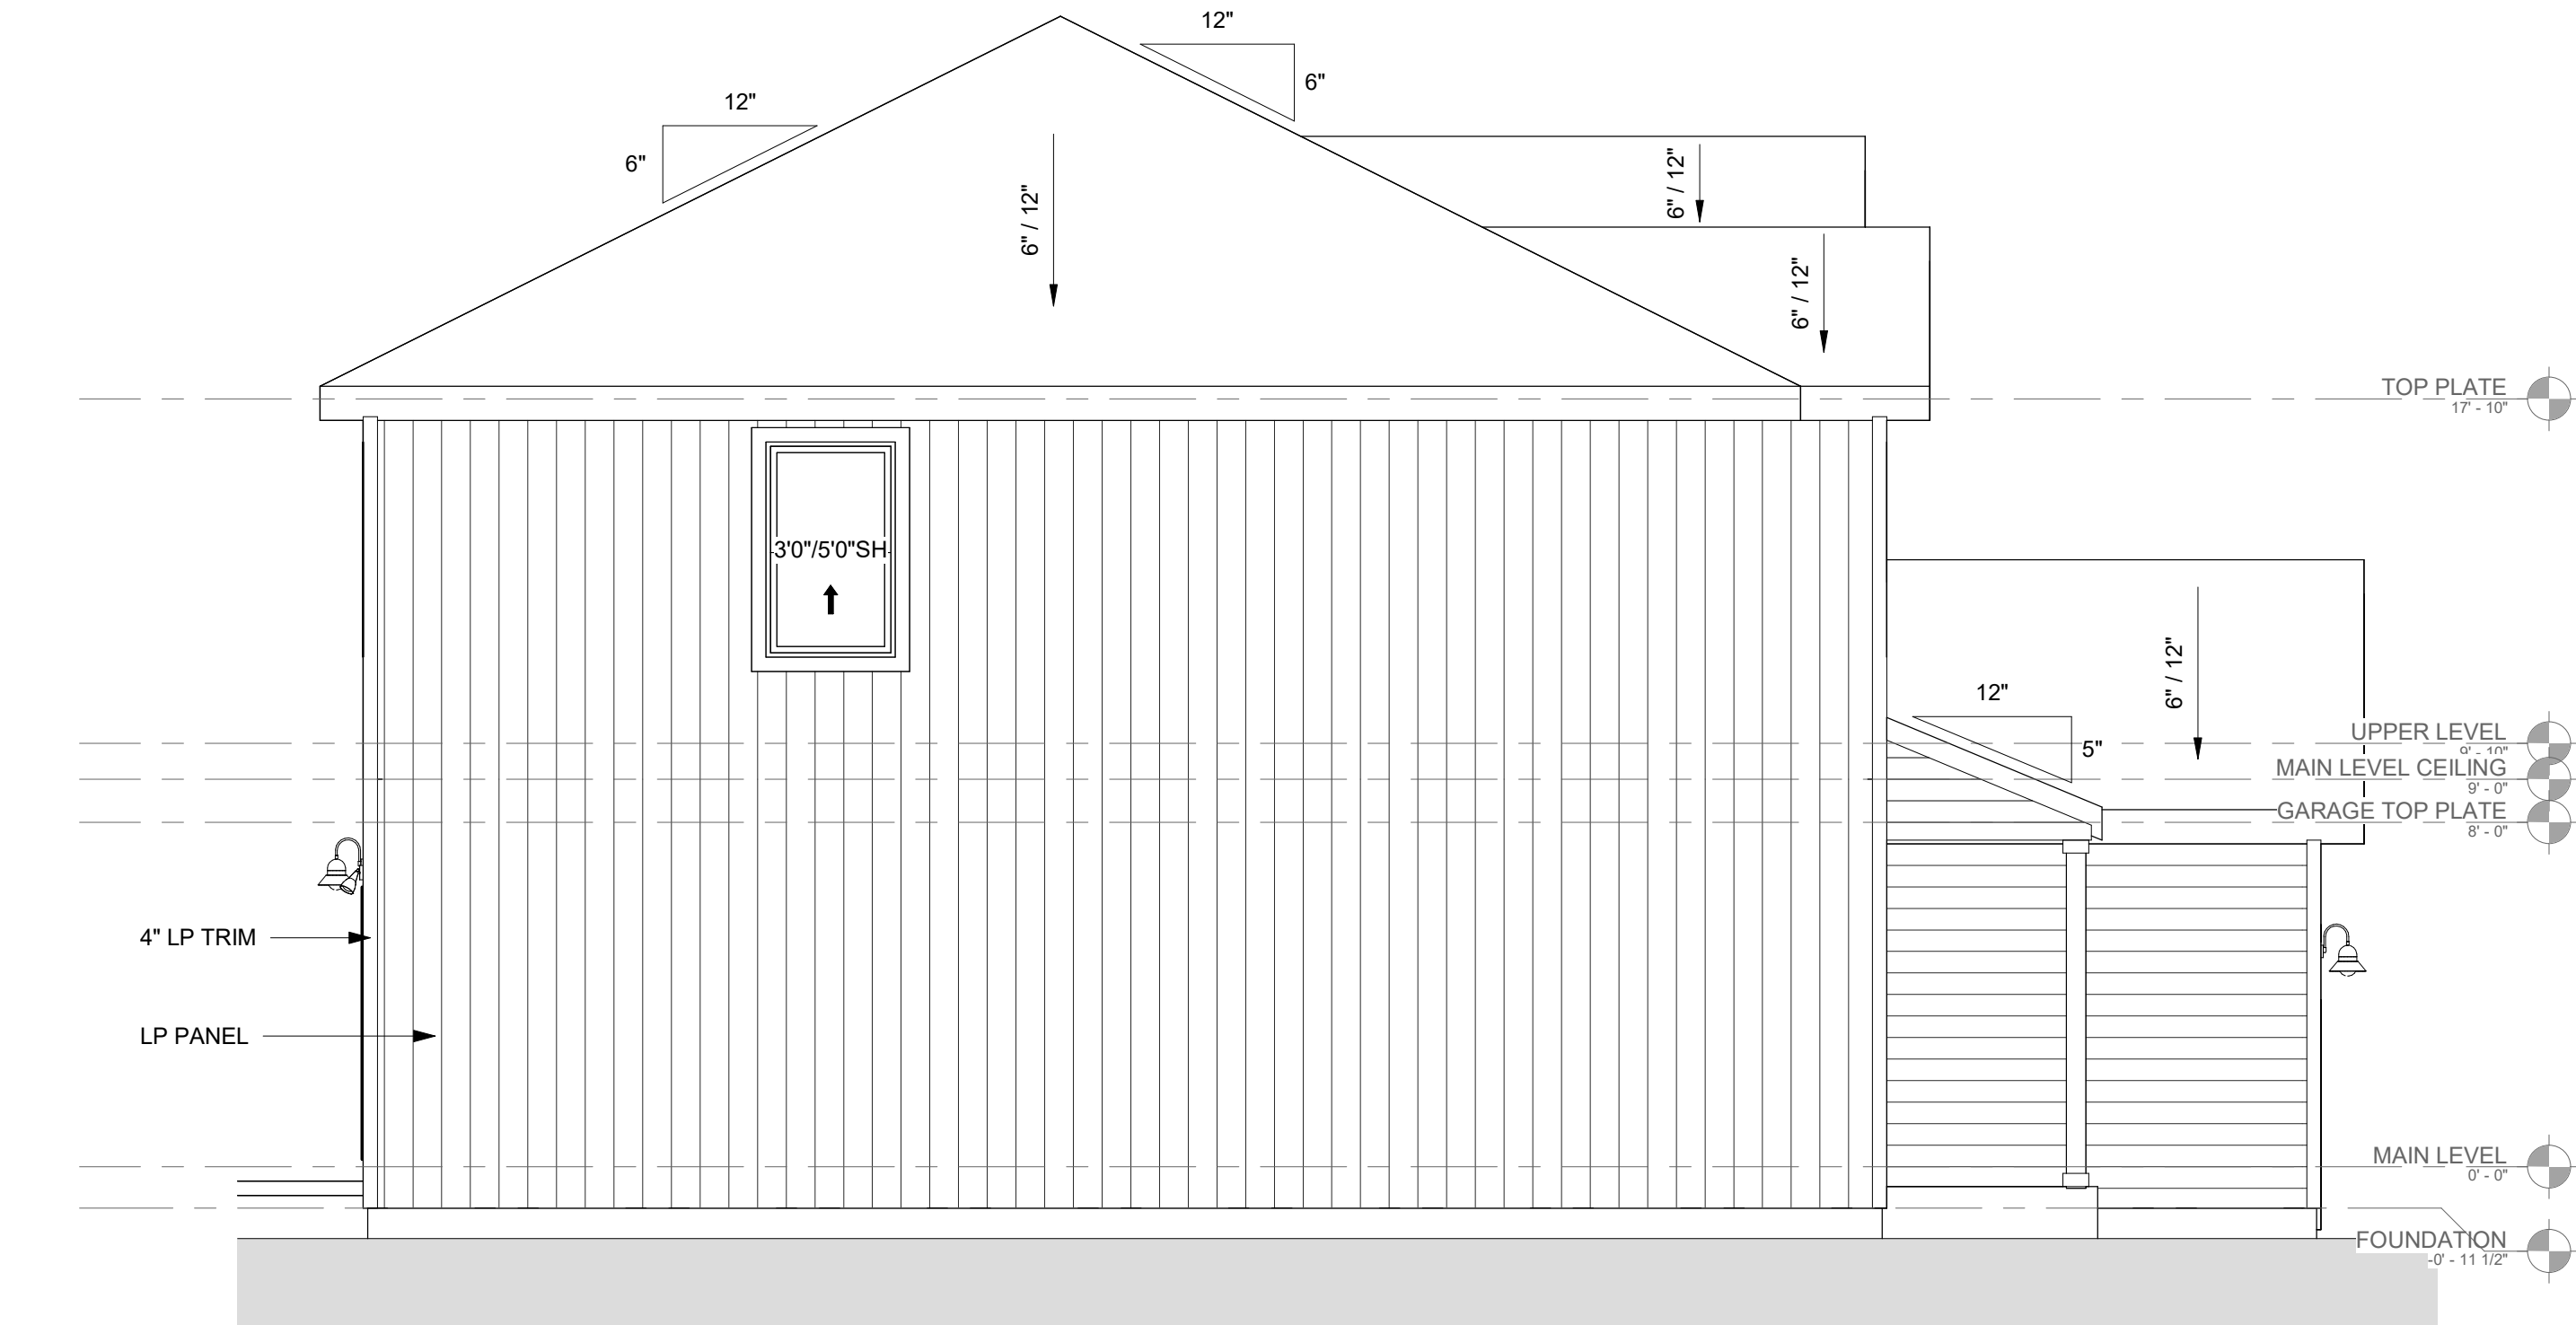 12"
6"
12"
6"
6" / 12"
6" / 12"
6" / 12"
TOP PLATE
17' - 10"
3'0"/5'0"SH
6" / 12"
12"
5"
UPPER LEVEL
9' - 10"
MAIN LEVEL CEILING
9' - 0"
GARAGE TOP PLATE
8' - 0"
4" LP TRIM
LP PANEL
MAIN LEVEL
0' - 0"
FOUNDATION
-0' - 11 1/2"